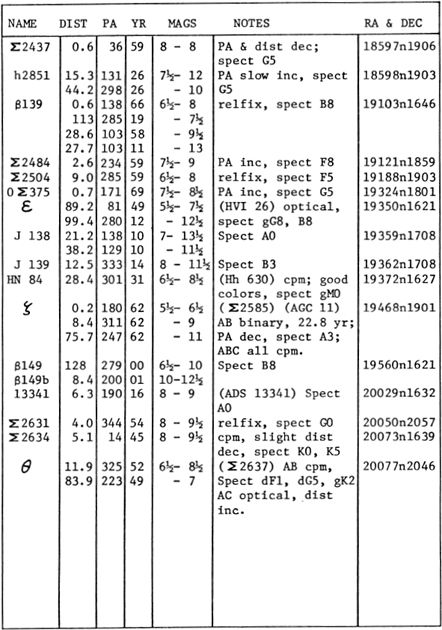 NAME DIST PA YR MAGS NOTES RA & DEC
Σ2437 0.6 36 59 8 - 8 PA & dist dec; 18597n1906
spect G5
h2851 15.3 131 26 7½- 12 PA slow inc, spect 18598n1903
44.2 298 26 - 10 G5
β139 0.6 138 66 6½- 8 relfix, spect B8 19103n1646
113 285 19 - 7½
28.6 103 58 - 9½
27.7 103 11 - 13
Σ2484 2.6 234 59 7½- 9 PA inc, spect F8 19121n1859
Σ2504 9.0 285 59 6½- 8 relfix, spect F5 19188n1903
OΣ375 0.7 171 69 7½- 8½ PA inc, spect G5 19324n1801
ε 89.2 81 49 5½- 7½ (HVI 26) optical, 19350n1621
99.4 280 12 - 12½ spect gG8, B8
J 138 21.2 138 10 7- 13½ Spect A0 19359n1708
38.2 129 10 - 11½
J 139 12.5 333 14 8 - 11½ Spect B3 19362n1708
HN 84 28.4 301 31 6½- 8½ (Hh 630) cpm; good 19372n1627
colors, spect gM0
ζ 0.2 180 62 5½- 6½ (Σ2585) (AGC 11) 19468n1901
8.4 311 62 - 9 AB binary, 22.8 yr;
75.7 247 62 - 11 PA dec, spect A3;
ABC all cpm.
β149 128 279 00 6½- 10 Spect B8 19560n1621
β149b 8.4 200 01 10-12½
13341 6.3 190 16 8 - 9 (ADS 13341) Spect 20029n1632
A0
Σ2631 4.0 344 54 8 - 9½ relfix, spect G0 20050n2057
Σ2634 5.1 14 45 8 - 9½ cpm, slight dist 20073n1639
dec, spect K0, K5
θ 11.9 325 52 6½- 8½ (Σ2637) AB cpm, 20077n2046
83.9 223 49 - 7 Spect dF1, dG5, gK2
AC optical, dist
inc.